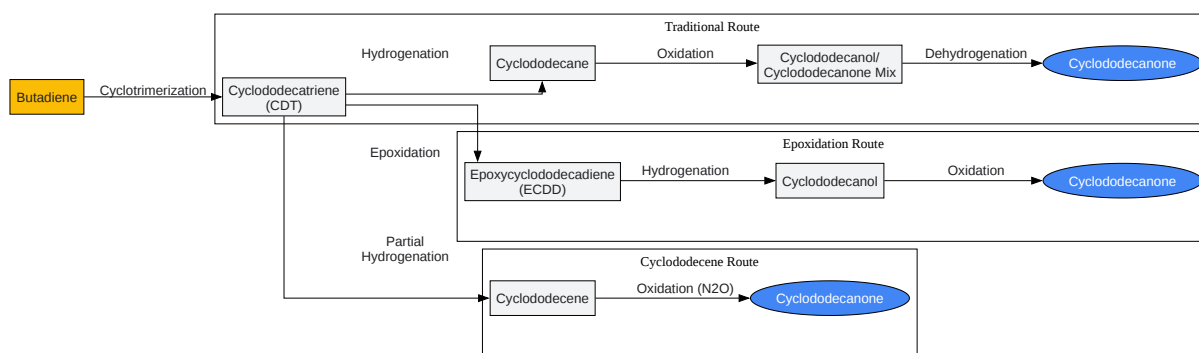 Traditional Route
Hydrogenation
Oxidation
Dehydrogenation
Cyclododecane
Cyclododecanol/
Cyclododecanone Mix
Cyclododecanone
Butadiene
Cyclotrimerization
Cyclododecatriene
(CDT)
Epoxidation Route
Epoxidation
Epoxycyclododecadiene
(ECDD)
Hydrogenation
Cyclododecanol
Oxidation
Cyclododecanone
Partial
Hydrogenation
Cyclododecene Route
Cyclododecene
Oxidation (N2O)
Cyclododecanone